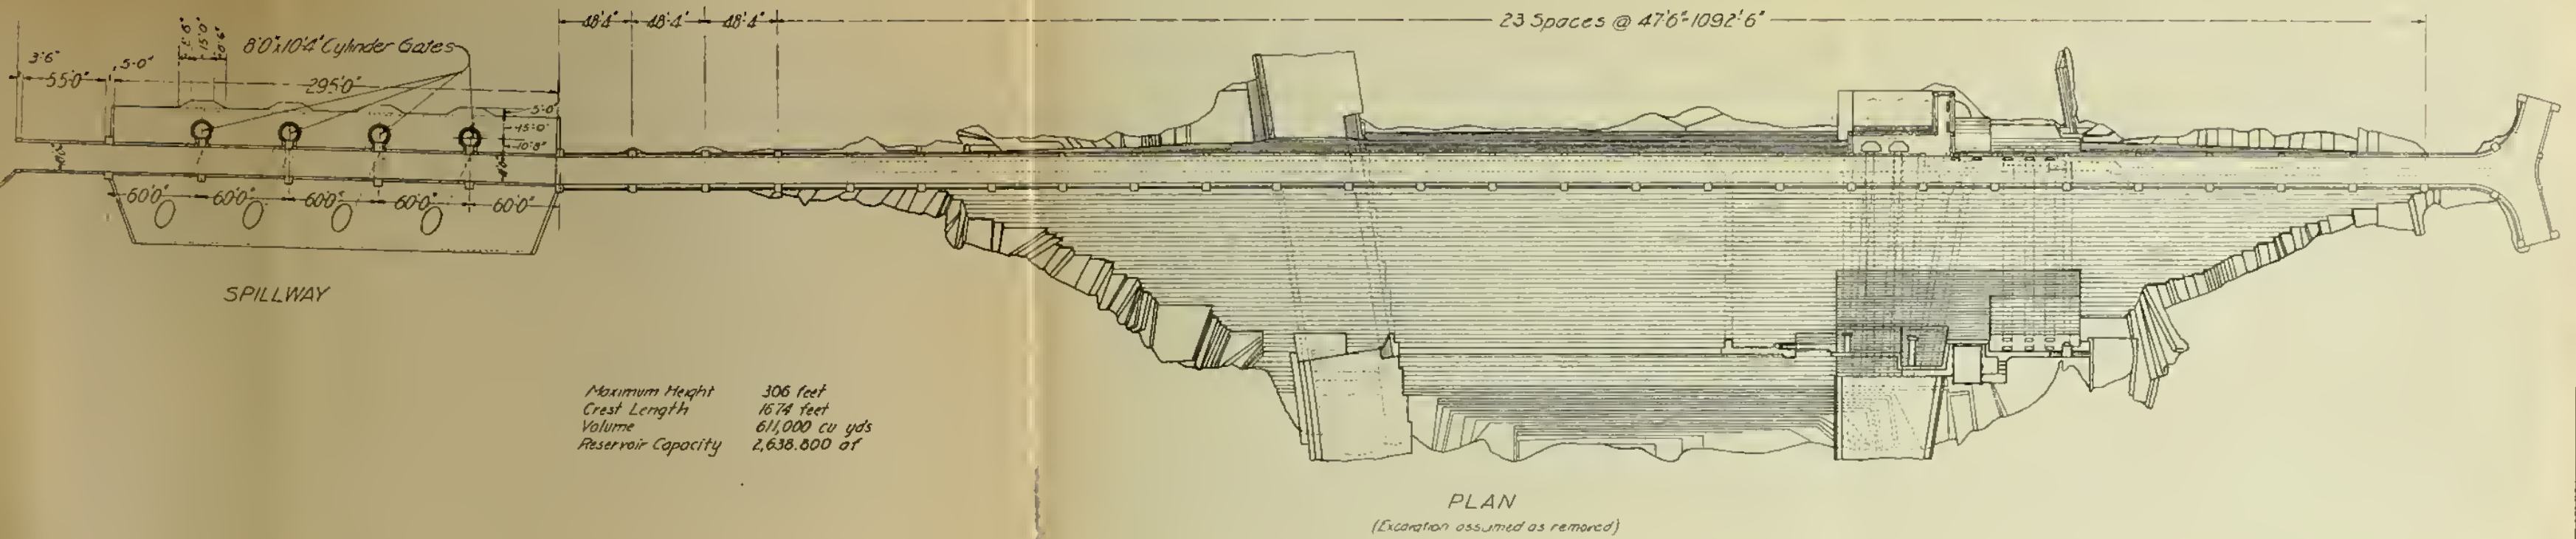 48'4" 48'4" 48'4" 23 Spaces @ 47'6"-1092'6"
8'0"x10'4" Cylinder Gates
3'6" 5'0"
55'0" 295'0"
15'0"
5'0"
15'0"
10'8"
60'0" 60'0" 60'0" 60'0" 60'0"
SPILLWAY
Maximum Height 306 feet
Crest Length 1674 feet
Volume 611,000 cu yds
Reservoir Capacity 2,638,800 af
PLAN
(Excavation assumed as removed)